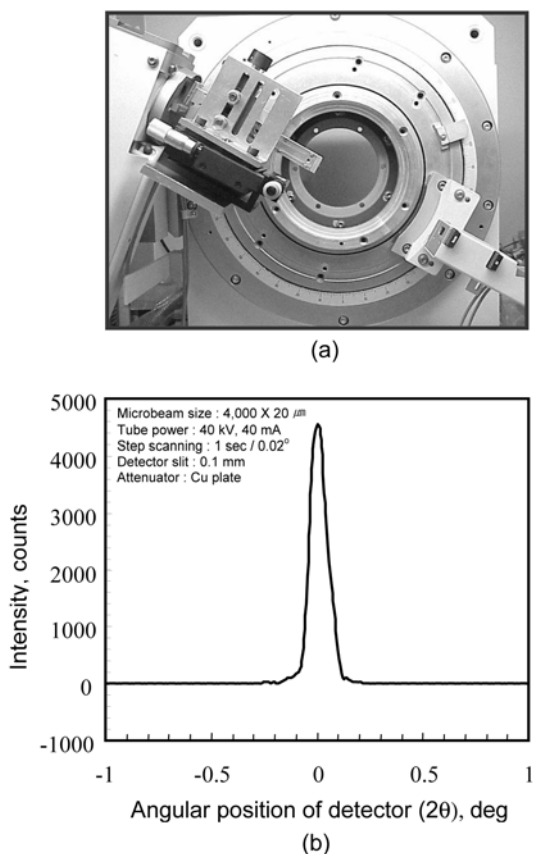 (a)
5000
4000
3000
2000
1000
0
-1000
Intensity, counts
Microbeam size : 4,000 X 20 ㎛
Tube power : 40 kV, 40 mA
Step scanning : 1 sec / 0.02°
Detector slit : 0.1 mm
Attenuator : Cu plate
-1 -0.5 0 0.5 1
Angular position of detector (2θ), deg
(b)